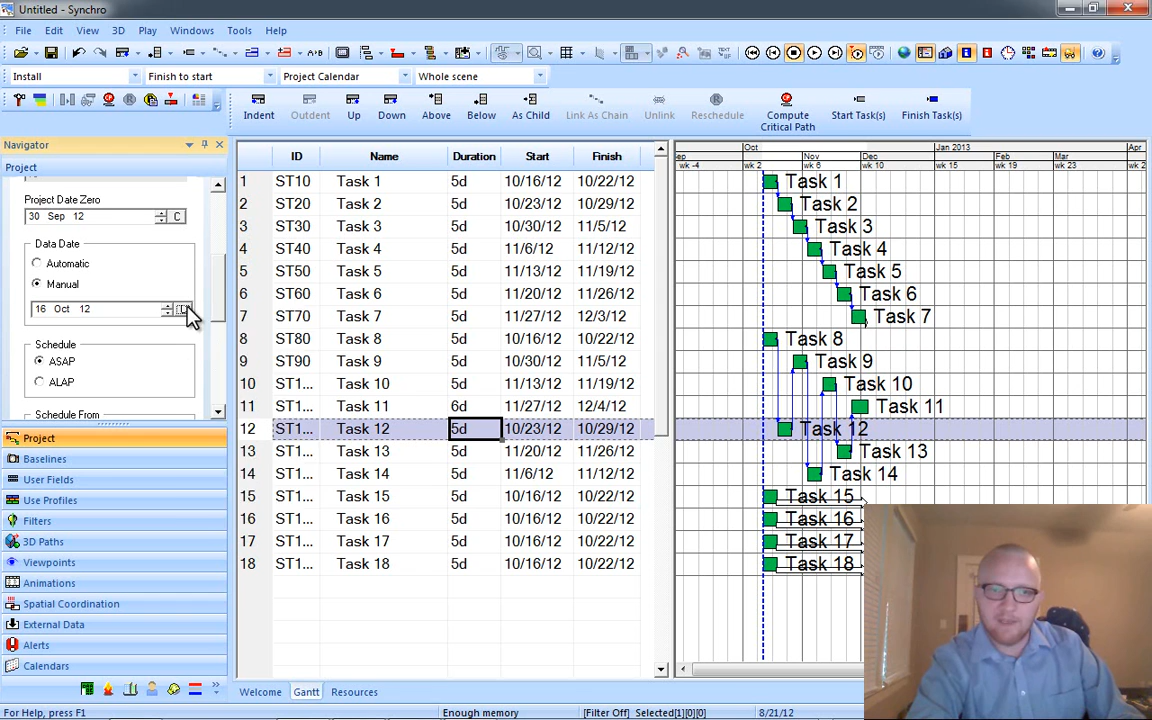 Untitled - Synchro
File Edit View 3D Play Windows Tools Help
Install Finish to start Project Calendar Whole scene
Indent Outdent Up Down Above Below As Child Link As Chain Unlink Reschedule Compute Critical Path Start Task(s) Finish Task(s)
Navigator
Project
Project Date Zero
30 Sep 12 C
Data Date
Automatic
Manual
16 Oct 12
Schedule
ASAP
ALAP
Schedule From
Project
Baselines
User Fields
Use Profiles
Filters
3D Paths
Viewpoints
Animations
Spatial Coordination
External Data
Alerts
Calendars
ID Name Duration Start Finish
1 ST10 Task 1 5d 10/16/12 10/22/12
2 ST20 Task 2 5d 10/23/12 10/29/12
3 ST30 Task 3 5d 10/30/12 11/5/12
4 ST40 Task 4 5d 11/6/12 11/12/12
5 ST50 Task 5 5d 11/13/12 11/19/12
6 ST60 Task 6 5d 11/20/12 11/26/12
7 ST70 Task 7 5d 11/27/12 12/3/12
8 ST80 Task 8 5d 10/16/12 10/22/12
9 ST90 Task 9 5d 10/30/12 11/5/12
10 ST1... Task 10 5d 11/13/12 11/19/12
11 ST1... Task 11 6d 11/27/12 12/4/12
12 ST1... Task 12 5d 10/23/12 10/29/12
13 ST1... Task 13 5d 11/20/12 11/26/12
14 ST1... Task 14 5d 11/6/12 11/12/12
15 ST1... Task 15 5d 10/16/12 10/22/12
16 ST1... Task 16 5d 10/16/12 10/22/12
17 ST1... Task 17 5d 10/16/12 10/22/12
18 ST1... Task 18 5d 10/16/12 10/22/12
Oct Jan 2013 Apr
ep Nov Dec Feb Mar
wk -4 wk 2 wk 6 wk 10 wk 15 wk 19 wk 23
Task 1
Task 2
Task 3
Task 4
Task 5
Task 6
Task 7
Task 8
Task 9
Task 10
Task 11
Task 12
Task 13
Task 14
Task 15
Task 16
Task 17
Task 18
Welcome Gantt Resources
For Help, press F1 Enough memory [Filter Off] Selected[1][0][0] 8/21/12